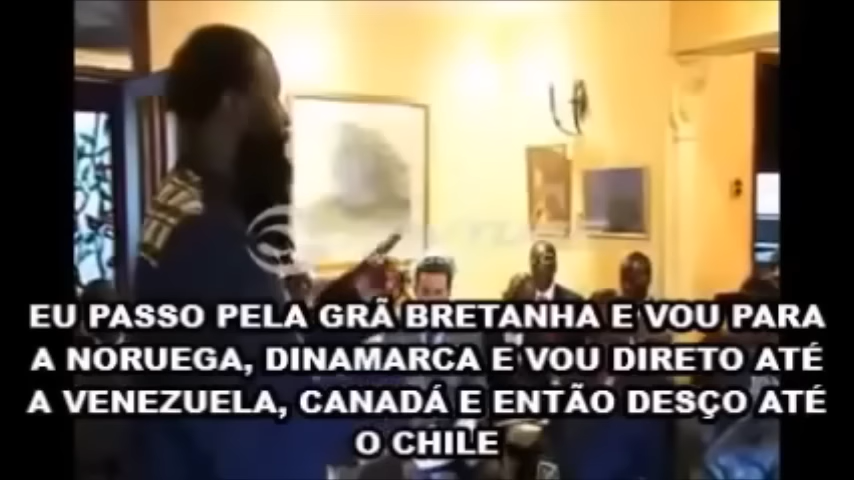 EU PASSO PELA GRÃ BRETANHA E VOU PARA
A NORUEGA, DINAMARCA E VOU DIRETO ATÉ
A VENEZUELA, CANADÁ E ENTÃO DESÇO ATÉ
O CHILE